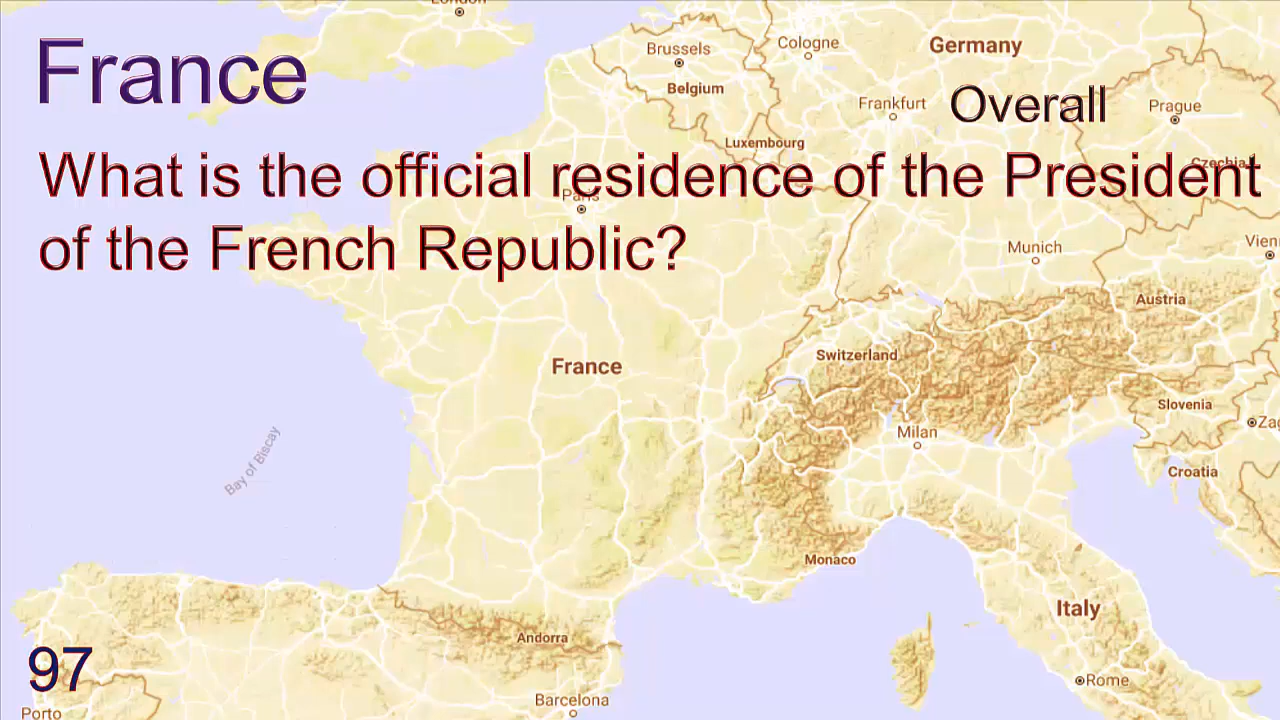 London
France
Brussels
Cologne
Germany
Belgium
Frankfurt
Overall
Prague
Luxembourg
Czechia
What is the official residence of the President
Paris
of the French Republic?
Munich
Vien
Austria
Switzerland
France
Slovenia
Zag
Milan
Bay of Biscay
Croatia
Monaco
Italy
Andorra
97
Rome
Barcelona
Porto